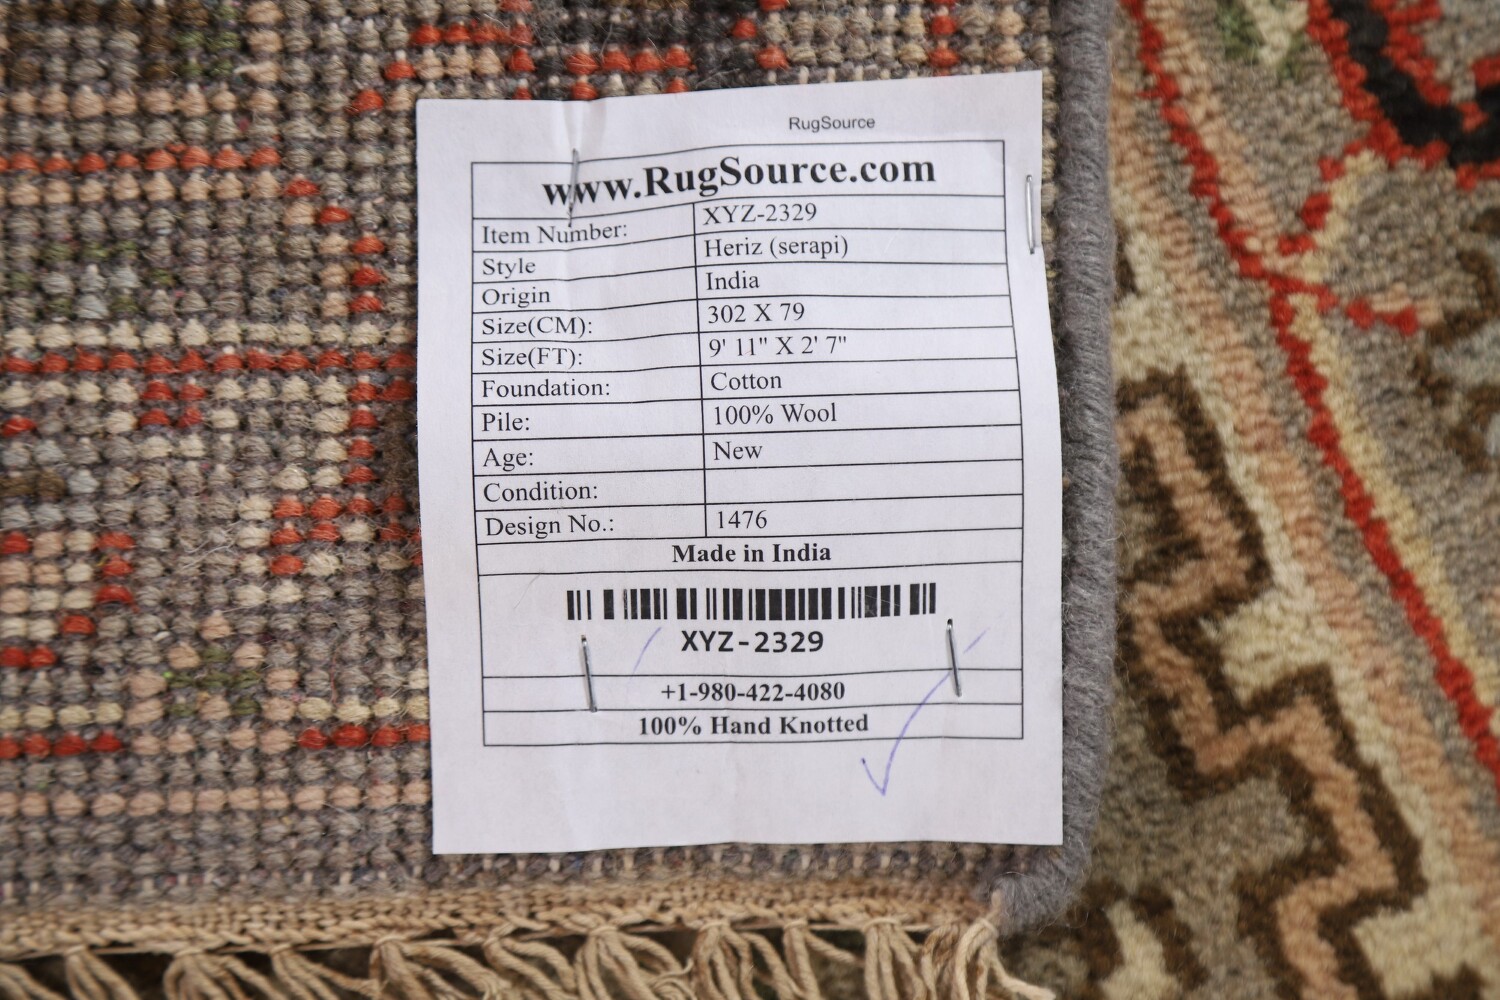 RugSource
www.RugSource.com
Item Number: XYZ-2329
Style Heriz (serapi)
Origin India
Size(CM): 302 X 79
Size(FT): 9' 11" X 2' 7"
Foundation: Cotton
Pile: 100% Wool
Age: New
Condition:
Design No.: 1476
Made in India
XYZ-2329
+1-980-422-4080
100% Hand Knotted